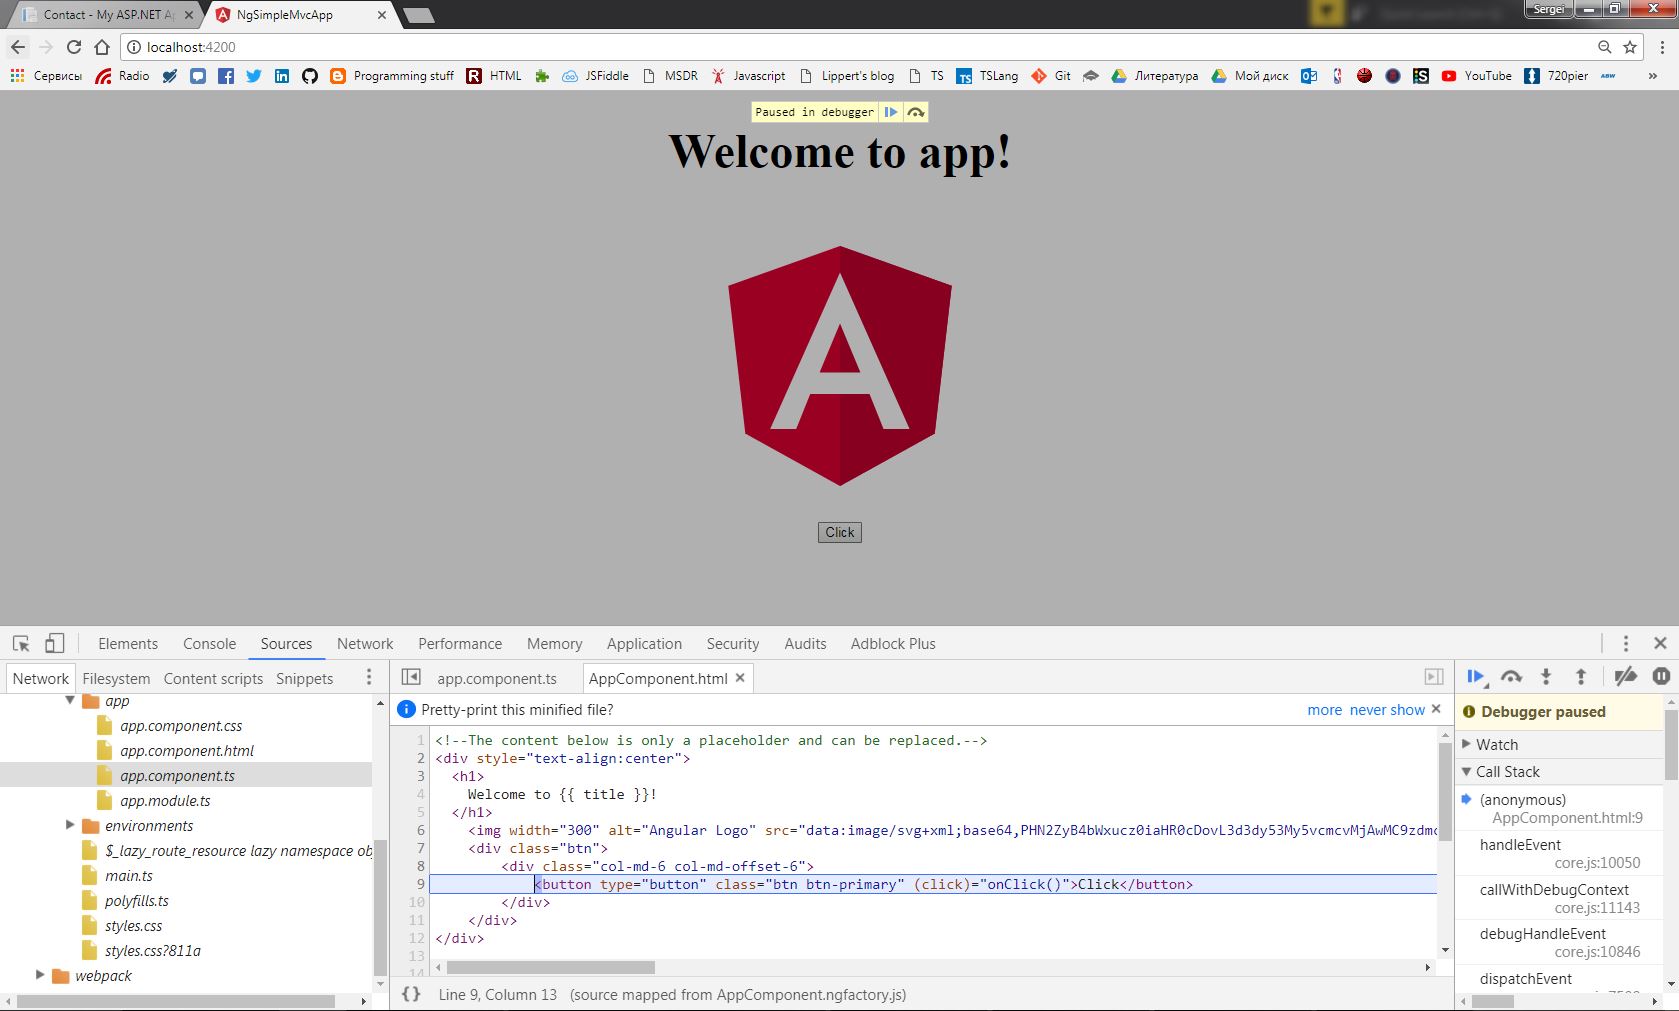 Contact - My ASP.NET Ap
NgSimpleMvcApp
Sergei
localhost:4200
Сервисы
Radio
Programming stuff
R
HTML
JSFiddle
MSDR
Javascript
Lippert's blog
TS
TS
TSLang
Git
Литература
Мой диск
YouTube
720pier
»
Paused in debugger
Welcome to app!
A
Click
Elements
Console
Sources
Network
Performance
Memory
Application
Security
Audits
Adblock Plus
Network
Filesystem
Content scripts
Snippets
app
app.component.css
app.component.html
app.component.ts
app.module.ts
environments
$_lazy_route_resource lazy namespace obj
main.ts
polyfills.ts
styles.css
styles.css?811a
webpack
app.component.ts
AppComponent.html
Pretty-print this minified file?
more
never show
1 <!--The content below is only a placeholder and can be replaced.-->
2 <div style="text-align:center">
3 <h1>
4 Welcome to {{ title }}!
5 </h1>
6 <img width="300" alt="Angular Logo" src="data:image/svg+xml;base64,PHN2ZyB4bWxucz0iaHR0cDovL3d3dy53My5vcmcvMjAwMC9zdmc
7 <div class="btn">
8 <div class="col-md-6 col-md-offset-6">
9 <button type="button" class="btn btn-primary" (click)="onClick()">Click</button>
10 </div>
11 </div>
12 </div>
13
14
{} Line 9, Column 13 (source mapped from AppComponent.ngfactory.js)
Debugger paused
Watch
Call Stack
(anonymous)
AppComponent.html:9
handleEvent
core.js:10050
callWithDebugContext
core.js:11143
debugHandleEvent
core.js:10846
dispatchEvent